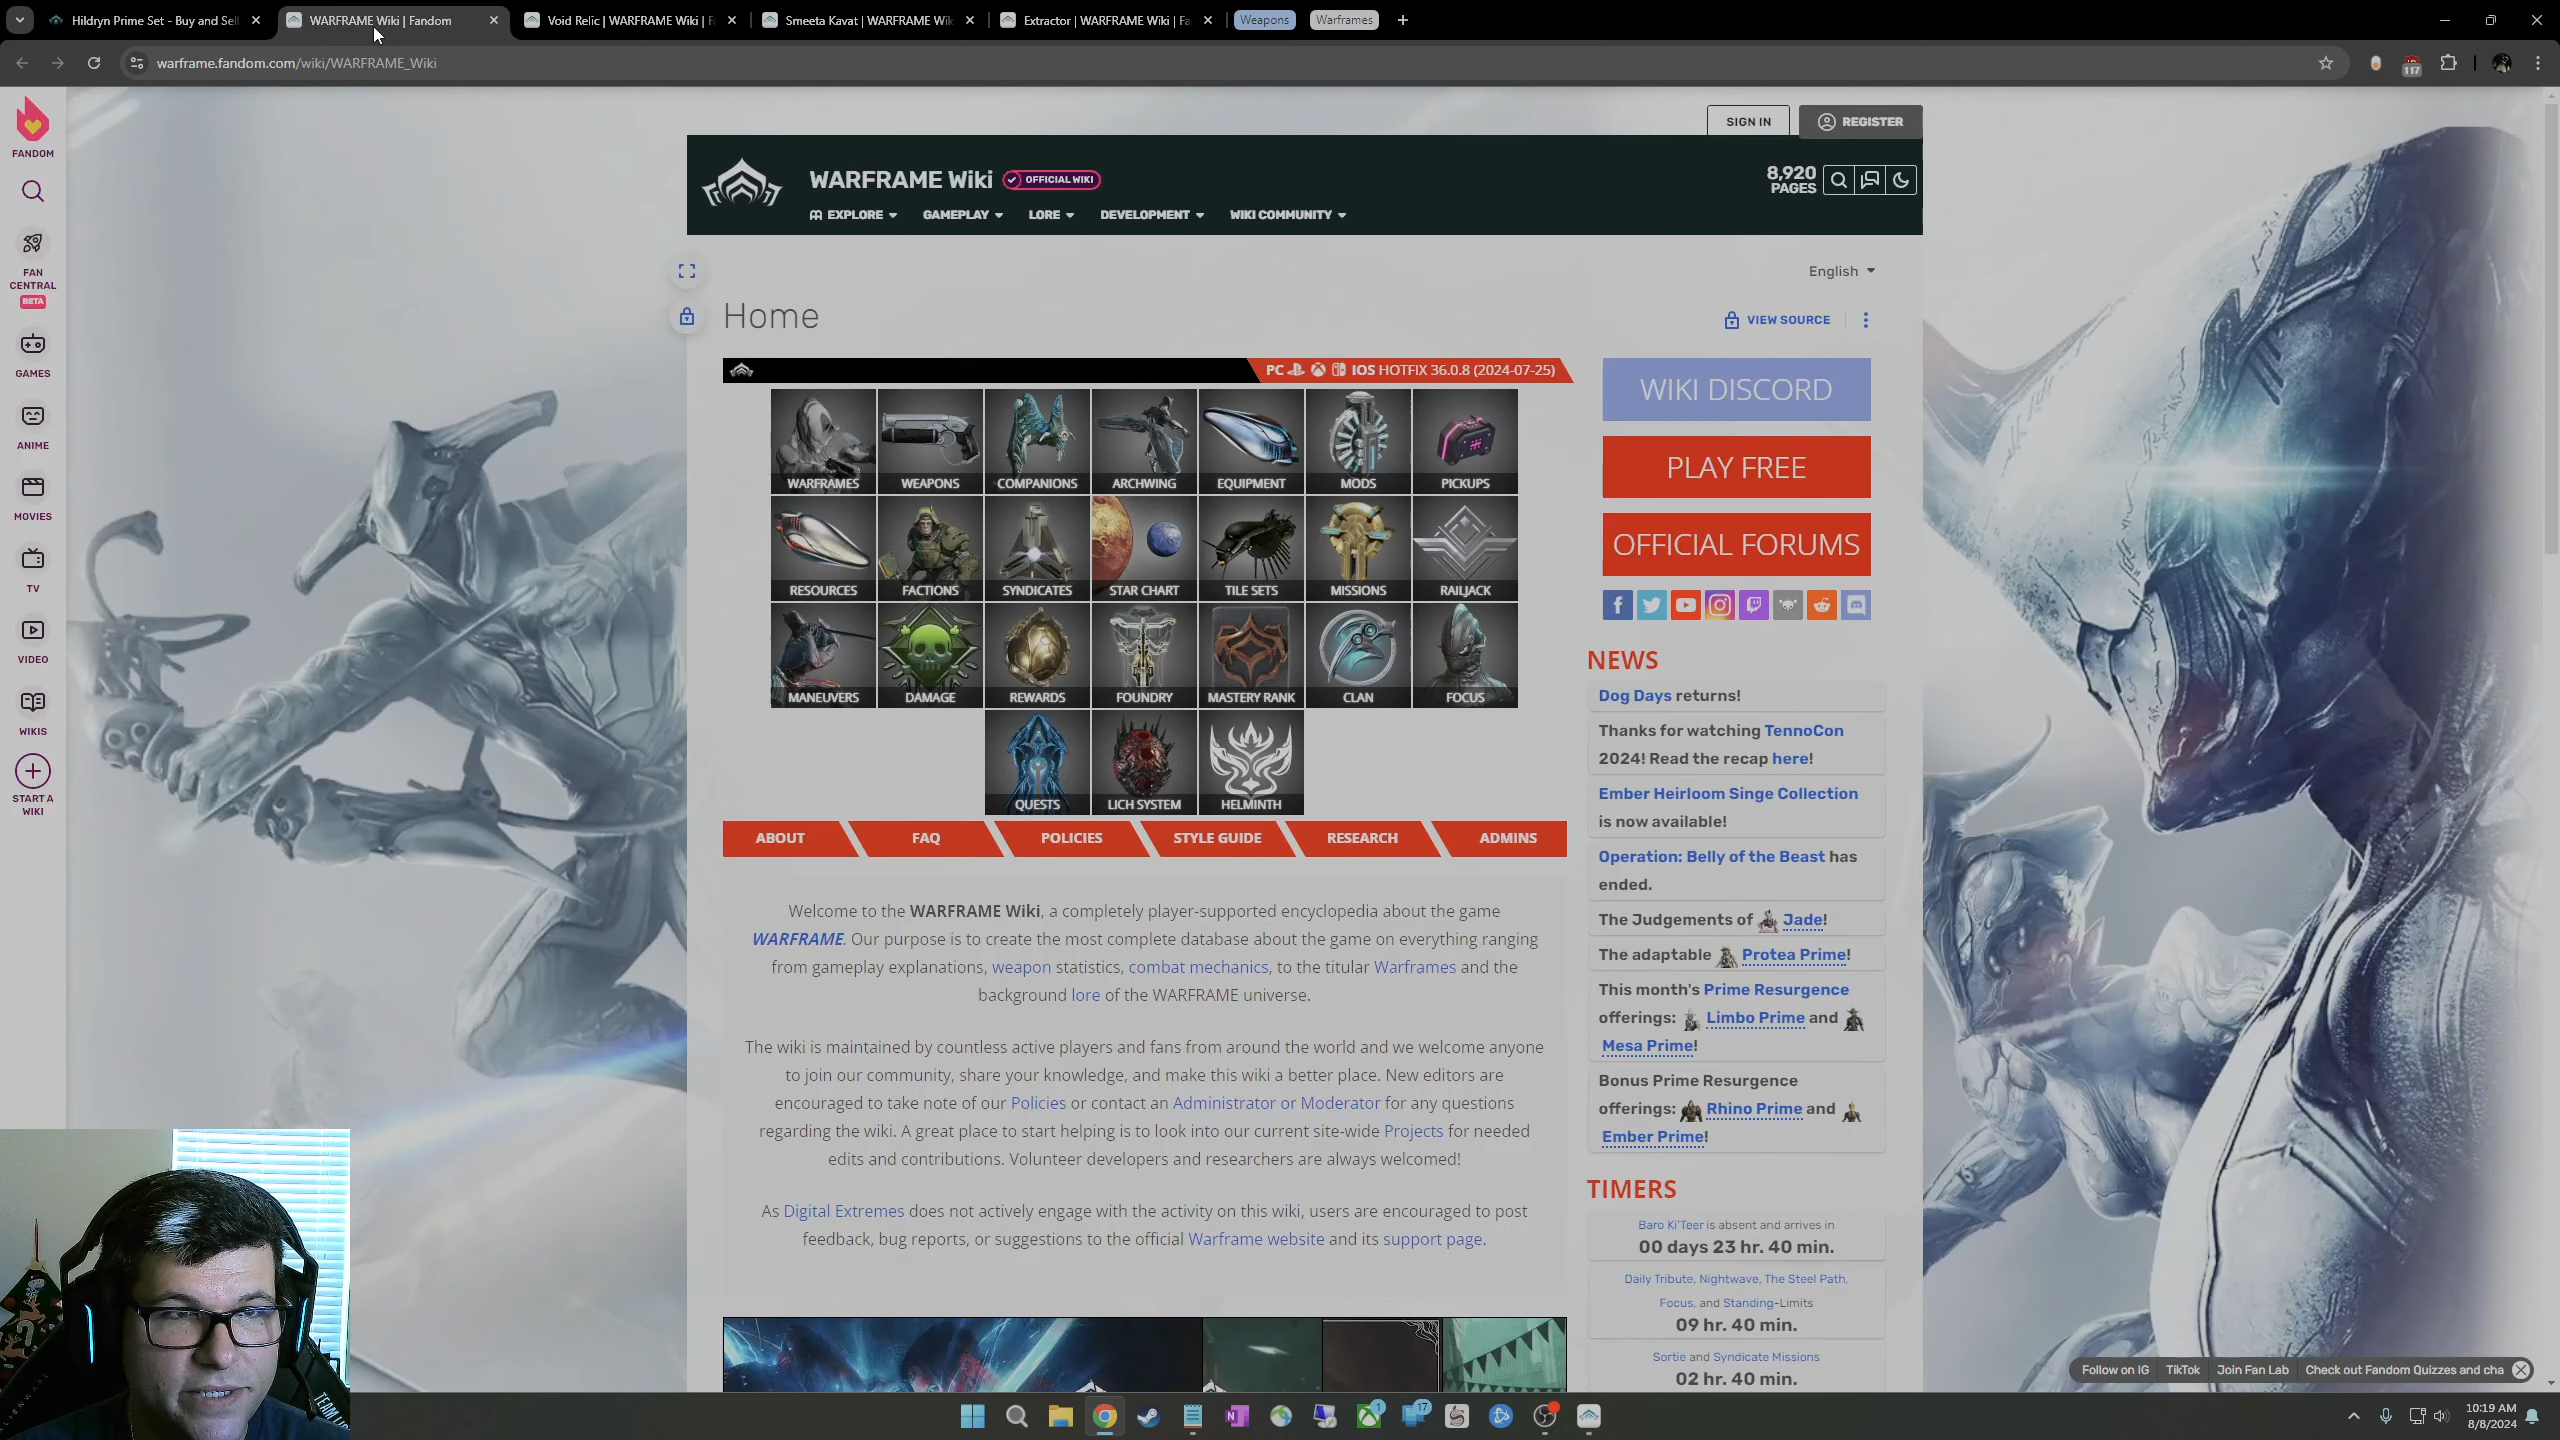 Hildryn Prime Set - Buy and Sell
WARFRAME Wiki | Fandom
Void Relic | WARFRAME Wiki | F
Smeeta Kavat | WARFRAME Wik
Extractor | WARFRAME Wiki | Fa
Weapons
Warframes
warframe.fandom.com/wiki/WARFRAME_Wiki
117
FANDOM
FAN
CENTRAL
BETA
GAMES
ANIME
MOVIES
TV
VIDEO
WIKIS
START A
WIKI
SIGN IN
REGISTER
WARFRAME Wiki
OFFICIAL WIKI
8,920
PAGES
EXPLORE
GAMEPLAY
LORE
DEVELOPMENT
WIKI COMMUNITY
English
Home
VIEW SOURCE
PC IOS HOTFIX 36.0.8 (2024-07-25)
WARFRAMES
WEAPONS
COMPANIONS
ARCHWING
EQUIPMENT
MODS
PICKUPS
RESOURCES
FACTIONS
SYNDICATES
STAR CHART
TILE SETS
MISSIONS
RAILJACK
MANEUVERS
DAMAGE
REWARDS
FOUNDRY
MASTERY RANK
CLAN
FOCUS
QUESTS
LICH SYSTEM
HELMINTH
ABOUT
FAQ
POLICIES
STYLE GUIDE
RESEARCH
ADMINS
Welcome to the WARFRAME Wiki, a completely player-supported encyclopedia about the game
WARFRAME. Our purpose is to create the most complete database about the game on everything ranging
from gameplay explanations, weapon statistics, combat mechanics, to the titular Warframes and the
background lore of the WARFRAME universe.
The wiki is maintained by countless active players and fans from around the world and we welcome anyone
to join our community, share your knowledge, and make this wiki a better place. New editors are
encouraged to take note of our Policies or contact an Administrator or Moderator for any questions
regarding the wiki. A great place to start helping is to look into our current site-wide Projects for needed
edits and contributions. Volunteer developers and researchers are always welcomed!
As Digital Extremes does not actively engage with the activity on this wiki, users are encouraged to post
feedback, bug reports, or suggestions to the official Warframe website and its support page.
WIKI DISCORD
PLAY FREE
OFFICIAL FORUMS
NEWS
Dog Days returns!
Thanks for watching TennoCon
2024! Read the recap here!
Ember Heirloom Singe Collection
is now available!
Operation: Belly of the Beast has
ended.
The Judgements of Jade!
The adaptable Protea Prime!
This month's Prime Resurgence
offerings: Limbo Prime and
Mesa Prime!
Bonus Prime Resurgence
offerings: Rhino Prime and
Ember Prime!
TIMERS
Baro Ki'Teer is absent and arrives in
00 days 23 hr. 40 min.
Daily Tribute, Nightwave, The Steel Path,
Focus, and Standing-Limits
09 hr. 40 min.
Sortie and Syndicate Missions
02 hr. 40 min.
Follow on IG
TikTok
Join Fan Lab
Check out Fandom Quizzes and cha
1
17
10:19 AM
8/8/2024